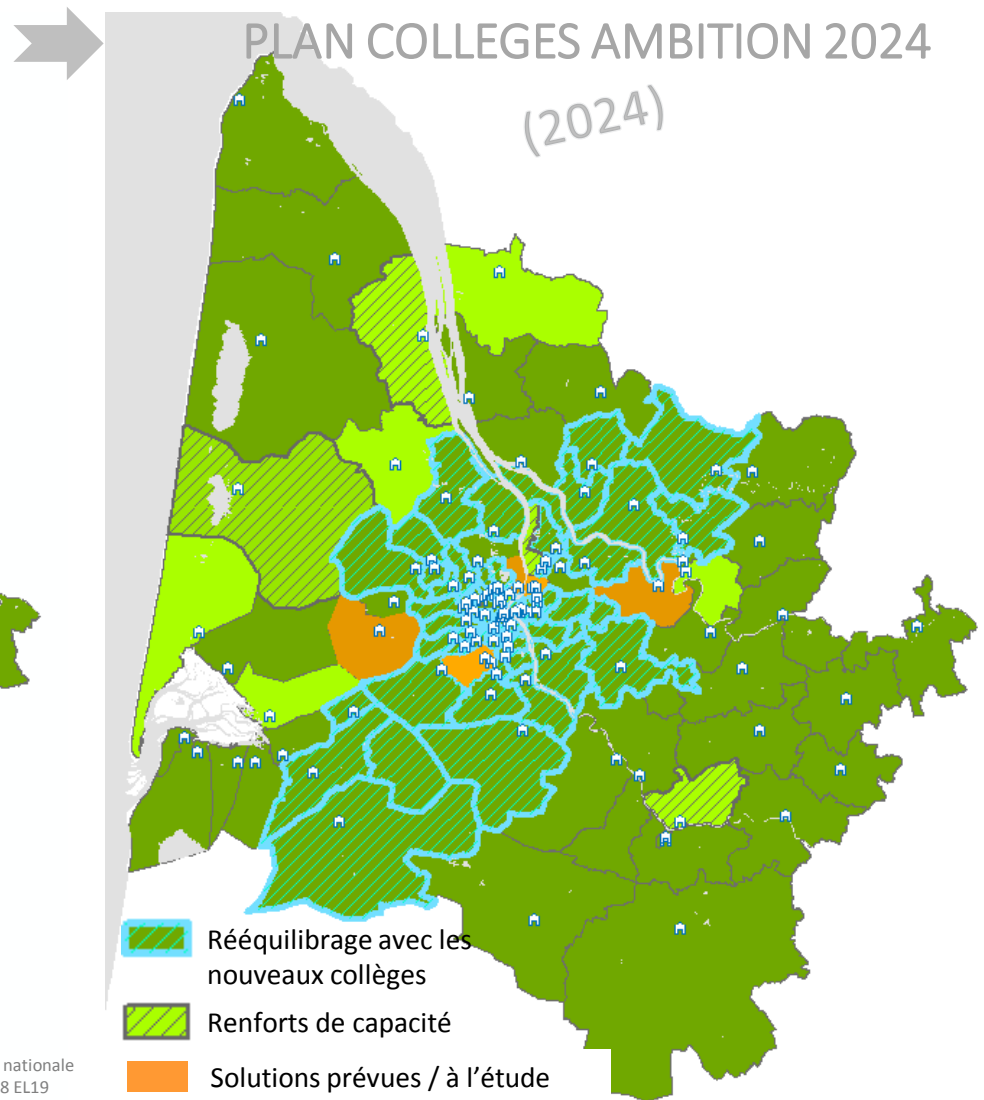 PLAN COLLEGES AMBITION 2024
(2024)
Rééquilibrage avec les
nouveaux collèges
Renforts de capacité
Solutions prévues / à l'étude
nationale
8 EL19